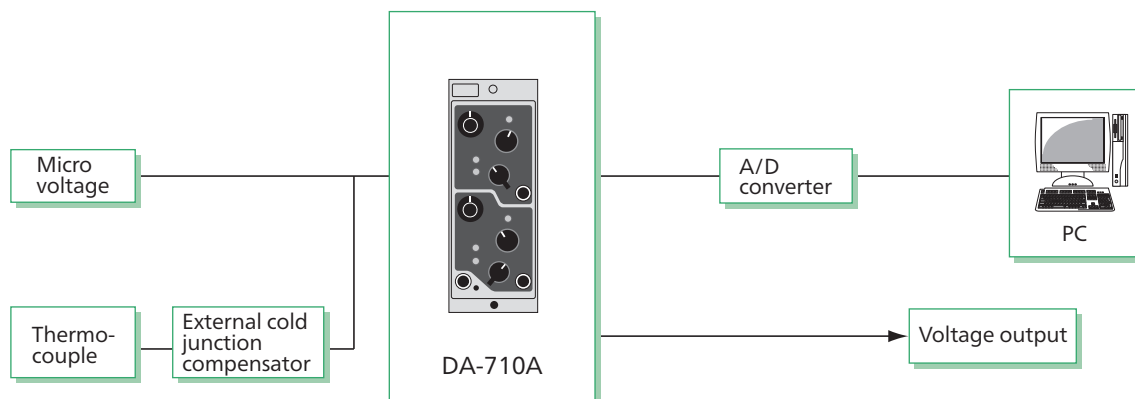 Micro
voltage
Thermo-
couple
External cold
junction
compensator
DA-710A
A/D
converter
PC
Voltage output